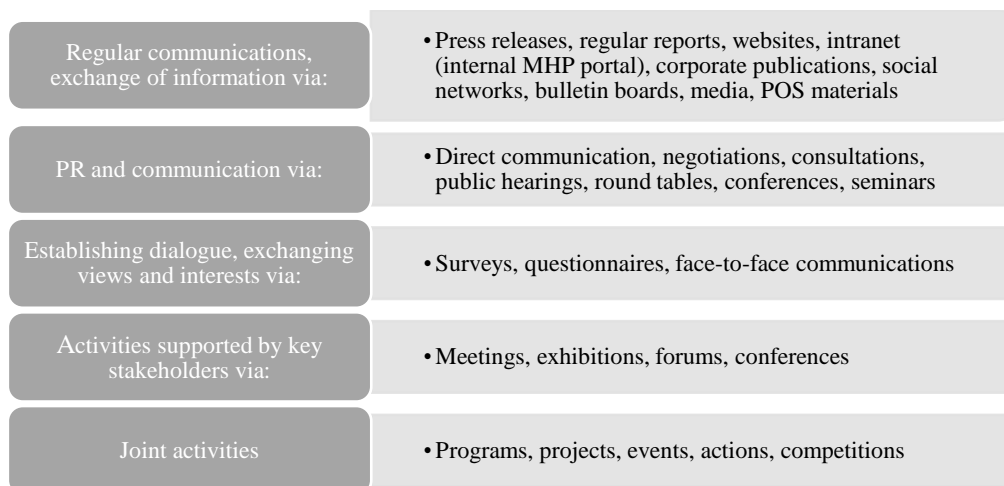 Regular communications,
exchange of information via:
• Press releases, regular reports, websites, intranet
(internal MHP portal), corporate publications, social
networks, bulletin boards, media, POS materials
PR and communication via:
• Direct communication, negotiations, consultations,
public hearings, round tables, conferences, seminars
Establishing dialogue, exchanging
views and interests via:
• Surveys, questionnaires, face-to-face communications
Activities supported by key
stakeholders via:
• Meetings, exhibitions, forums, conferences
Joint activities
• Programs, projects, events, actions, competitions